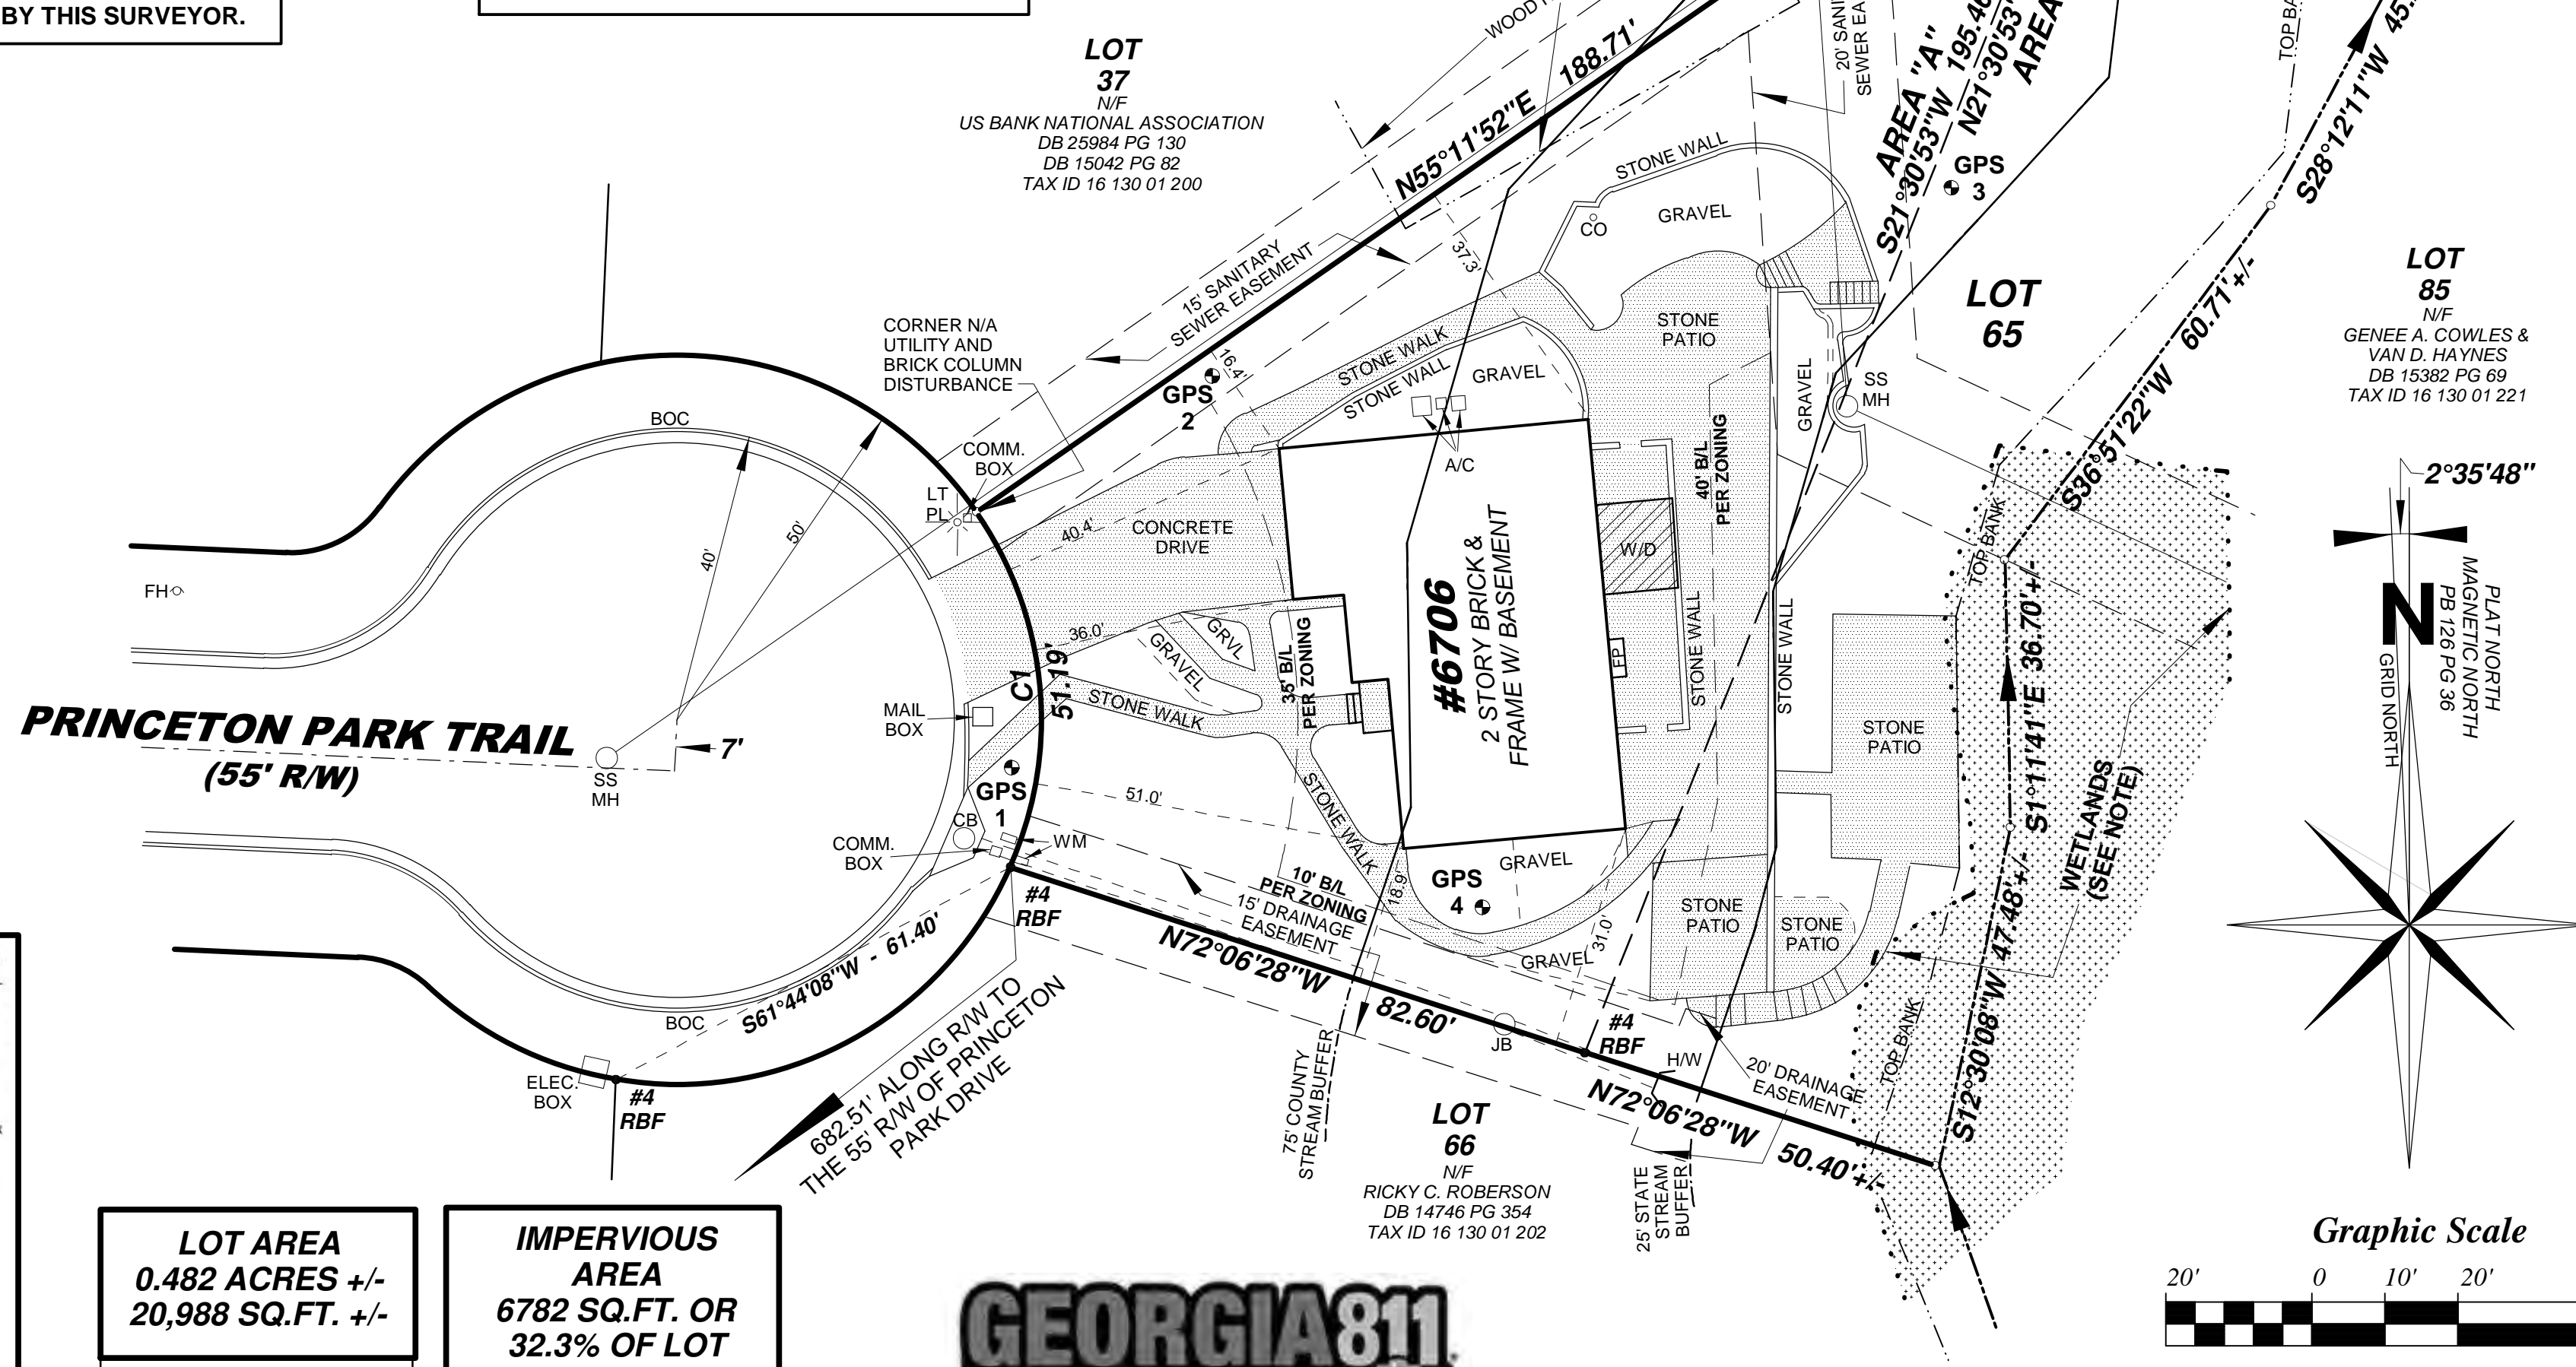 BY THIS SURVEYOR.
LOT
37
N/F
US BANK NATIONAL ASSOCIATION
DB 25984 PG 130
DB 15042 PG 82
TAX ID 16 130 01 200
N55°11'52"E 188.71'
20' SANI
SEWER EA
AREA "A"
S21°30'53"W 195.46
N21°30'53"
AREA
GPS
3
TOP BA
S28°12'11"W 45.
STONE WALL
GRAVEL
CO
37.3'
15' SANITARY
SEWER EASEMENT
LOT
65
LOT
85
N/F
GENEE A. COWLES &
VAN D. HAYNES
DB 15382 PG 69
TAX ID 16 130 01 221
S36°51'22"W 60.71'+/-
CORNER N/A
UTILITY AND
BRICK COLUMN
DISTURBANCE
16.4'
GPS
2
STONE WALK
STONE WALL
GRAVEL
STONE
PATIO
GRAVEL
SS
MH
A/C
40' B/L
PER ZONING
BOC
COMM.
BOX
LT
PL
40'
50'
40.4'
CONCRETE
DRIVE
#6706
2 STORY BRICK &
FRAME W/ BASEMENT
W/D
FP
STONE WALL
STONE WALL
TOP BANK
2°35'48"
N
PLAT NORTH
MAGNETIC NORTH
PB 126 PG 36
GRID NORTH
FH
36.0'
GRAVEL
GRVL
35' B/L
PER ZONING
C1
51.19'
STONE WALK
MAIL
BOX
PRINCETON PARK TRAIL
(55' R/W)
7'
SS
MH
GPS
1
CB
COMM.
BOX
WM
51.0'
STONE WALK
STONE
PATIO
S1°11'41"E 36.70'+/-
WETLANDS
(SEE NOTE)
GRAVEL
GPS
4
18.9'
10' B/L
PER ZONING
15' DRAINAGE
EASEMENT
GRAVEL
31.0'
STONE
PATIO
STONE
PATIO
#4
RBF
S61°44'08"W - 61.40'
BOC
N72°06'28"W 82.60'
JB
#4
RBF
H/W
20' DRAINAGE
EASEMENT
TOP BANK
S12°30'08"W 47.48'+/-
ELEC.
BOX
#4
RBF
682.51' ALONG R/W TO
THE 55' R/W OF PRINCETON
PARK DRIVE
75' COUNTY
STREAM BUFFER
N72°06'28"W 50.40'+/-
25' STATE
STREAM
BUFFER
LOT
66
N/F
RICKY C. ROBERSON
DB 14746 PG 354
TAX ID 16 130 01 202
LOT AREA
0.482 ACRES +/-
20,988 SQ.FT. +/-
IMPERVIOUS
AREA
6782 SQ.FT. OR
32.3% OF LOT
GEORGIA811
Graphic Scale
20' 0 10' 20'